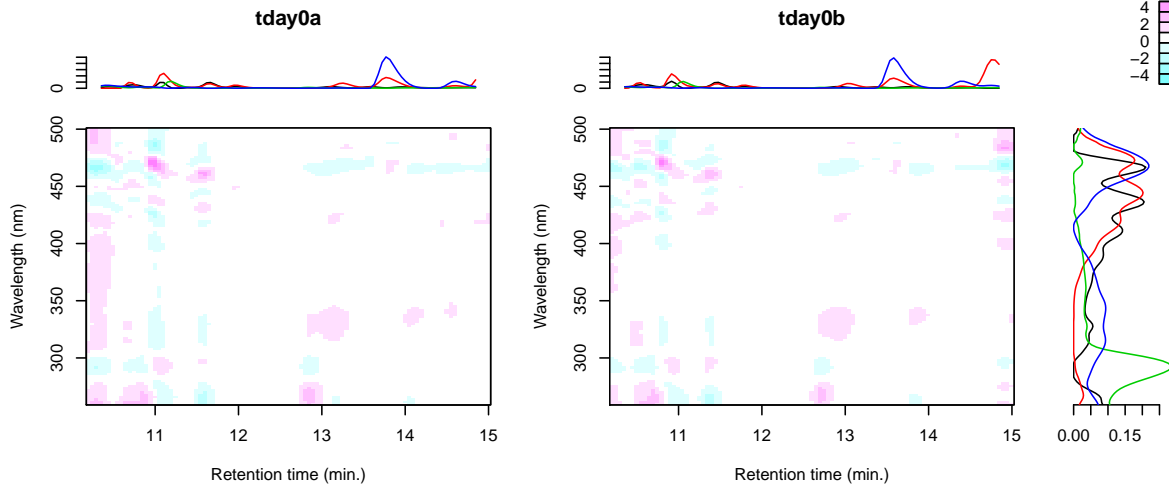 tday0a
tday0b
4
2
0
−2
−4
0
0
500
450
400
350
300
Wavelength (nm)
500
450
400
350
300
Wavelength (nm)
11 12 13 14 15
11 12 13 14 15
0.00 0.15
Retention time (min.)
Retention time (min.)